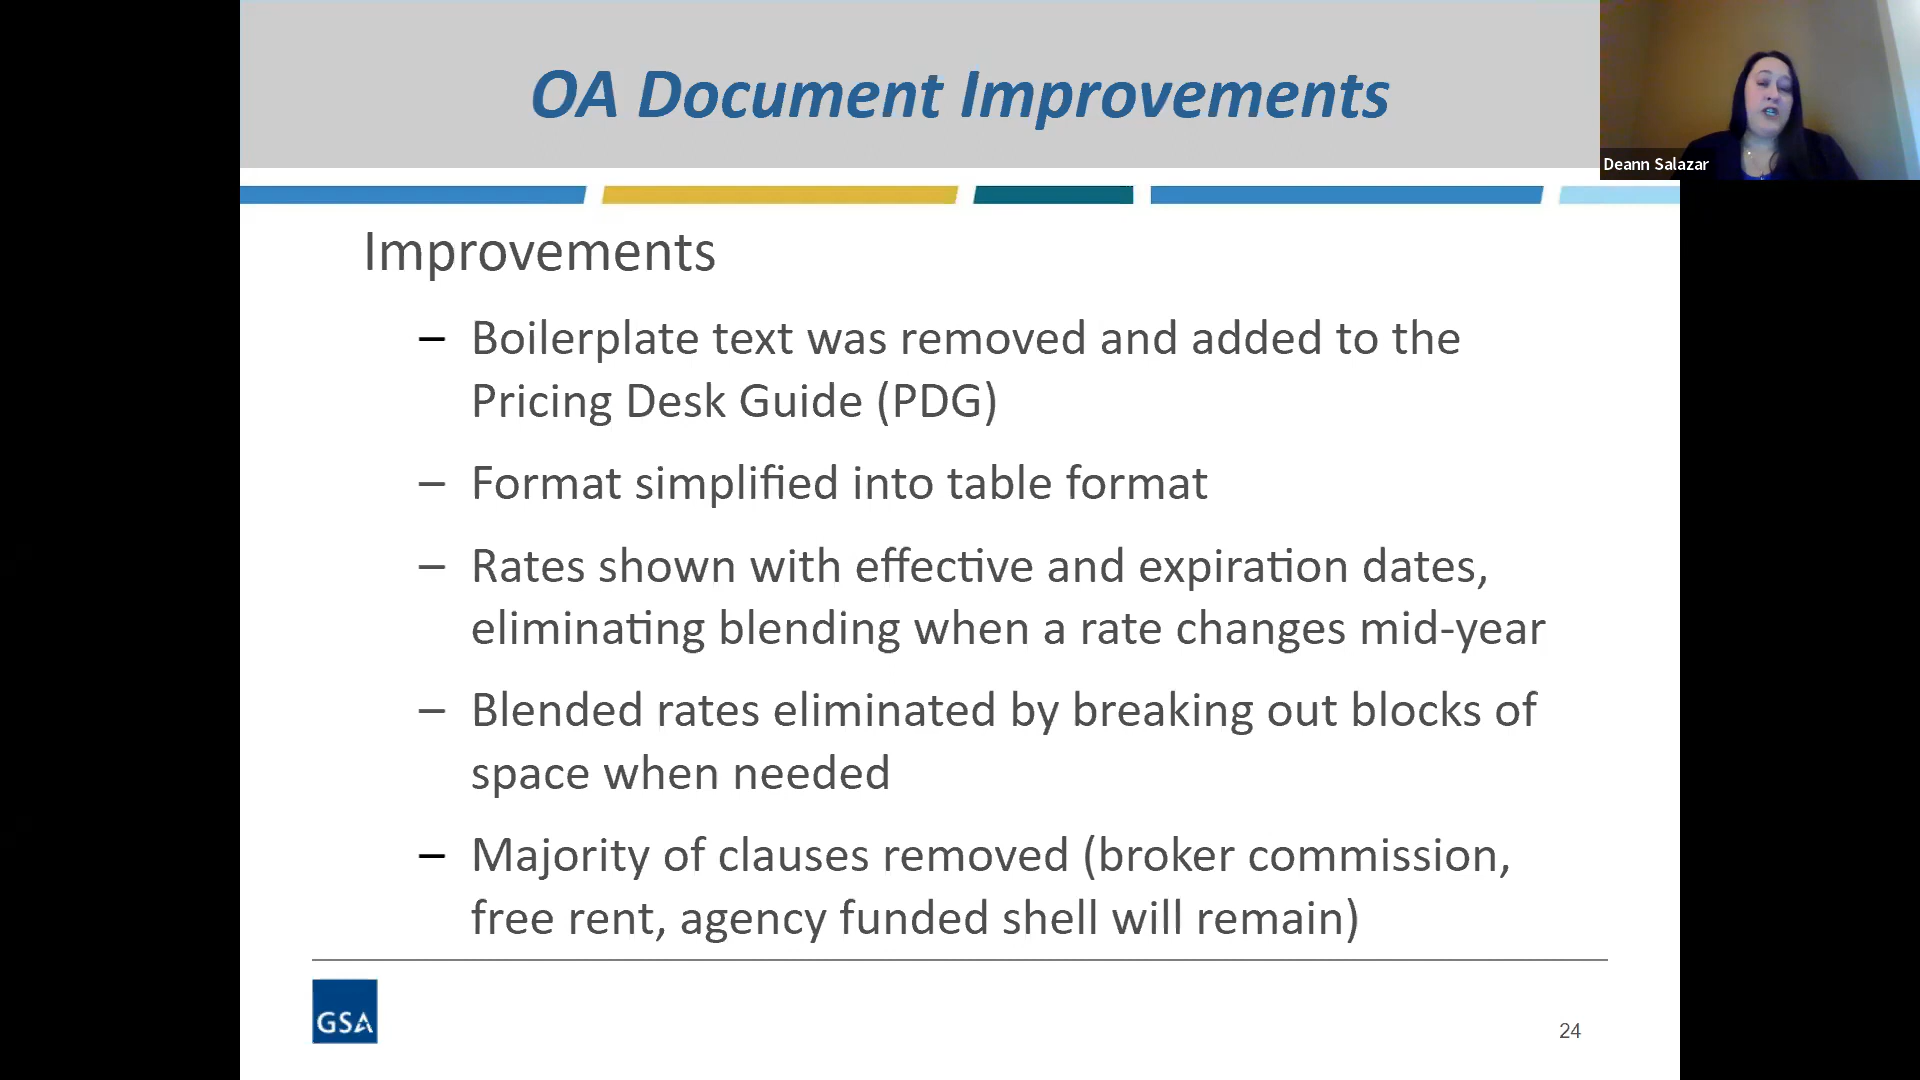 OA Document Improvements
Deann Salazar
Improvements
– Boilerplate text was removed and added to the
Pricing Desk Guide (PDG)
– Format simplified into table format
– Rates shown with effective and expiration dates,
eliminating blending when a rate changes mid-year
– Blended rates eliminated by breaking out blocks of
space when needed
– Majority of clauses removed (broker commission,
free rent, agency funded shell will remain)
GSA
24